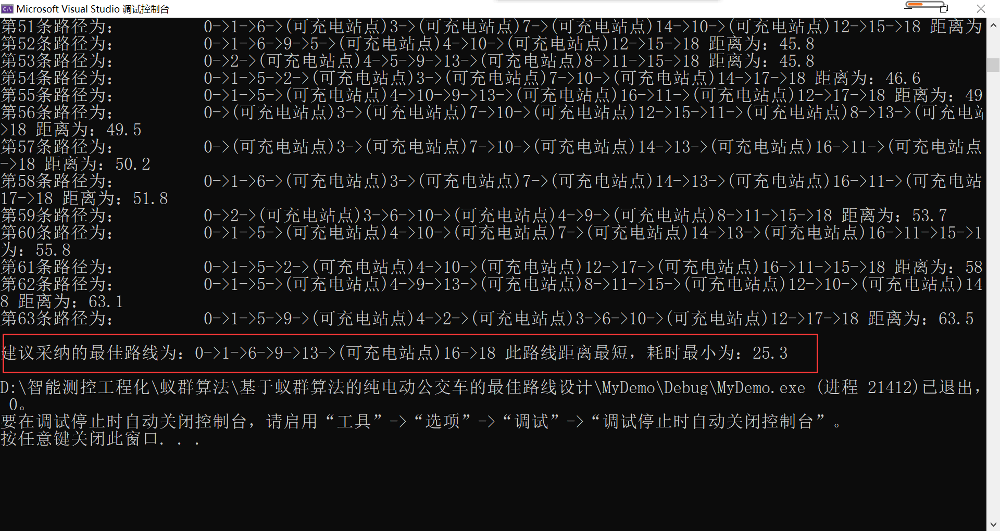 Microsoft Visual Studio 调试控制台
第51条路径为： 0->1->6->(可充电站点)3->(可充电站点)7->(可充电站点)14->10->(可充电站点)12->15->18 距离为
第52条路径为： 0->1->6->9->5->(可充电站点)4->10->(可充电站点)12->15->18 距离为：45.8
第53条路径为： 0->2->(可充电站点)4->5->9->13->(可充电站点)8->11->15->18 距离为：45.8
第54条路径为： 0->1->5->2->(可充电站点)3->(可充电站点)7->10->(可充电站点)14->17->18 距离为：46.6
第55条路径为： 0->1->5->(可充电站点)4->10->9->13->(可充电站点)16->11->(可充电站点)12->17->18 距离为：49
第56条路径为： 0->(可充电站点)3->(可充电站点)7->10->(可充电站点)12->15->11->(可充电站点)8->13->(可充电站
>18 距离为：49.5
第57条路径为： 0->(可充电站点)3->(可充电站点)7->10->(可充电站点)14->13->(可充电站点)16->11->(可充电站点
->18 距离为：50.2
第58条路径为： 0->1->6->(可充电站点)3->(可充电站点)7->(可充电站点)14->13->(可充电站点)16->11->(可充电站
17->18 距离为：51.8
第59条路径为： 0->2->(可充电站点)3->6->10->(可充电站点)4->9->(可充电站点)8->11->15->18 距离为：53.7
第60条路径为： 0->1->5->(可充电站点)4->10->(可充电站点)7->(可充电站点)14->13->(可充电站点)16->11->15->1
为：55.8
第61条路径为： 0->1->5->2->(可充电站点)4->10->(可充电站点)12->17->(可充电站点)16->11->15->18 距离为：58
第62条路径为： 0->1->5->(可充电站点)4->9->13->(可充电站点)8->11->15->(可充电站点)12->10->(可充电站点)14
8 距离为：63.1
第63条路径为： 0->1->5->9->(可充电站点)4->2->(可充电站点)3->6->10->(可充电站点)12->17->18 距离为：63.5
建议采纳的最佳路线为：0->1->6->9->13->(可充电站点)16->18 此路线距离最短，耗时最小为：25.3
D:\智能测控工程化\蚁群算法\基于蚁群算法的纯电动公交车的最佳路线设计\MyDemo\Debug\MyDemo.exe (进程 21412)已退出，
0。
要在调试停止时自动关闭控制台，请启用“工具”->“选项”->“调试”->“调试停止时自动关闭控制台”。
按任意键关闭此窗口. . .